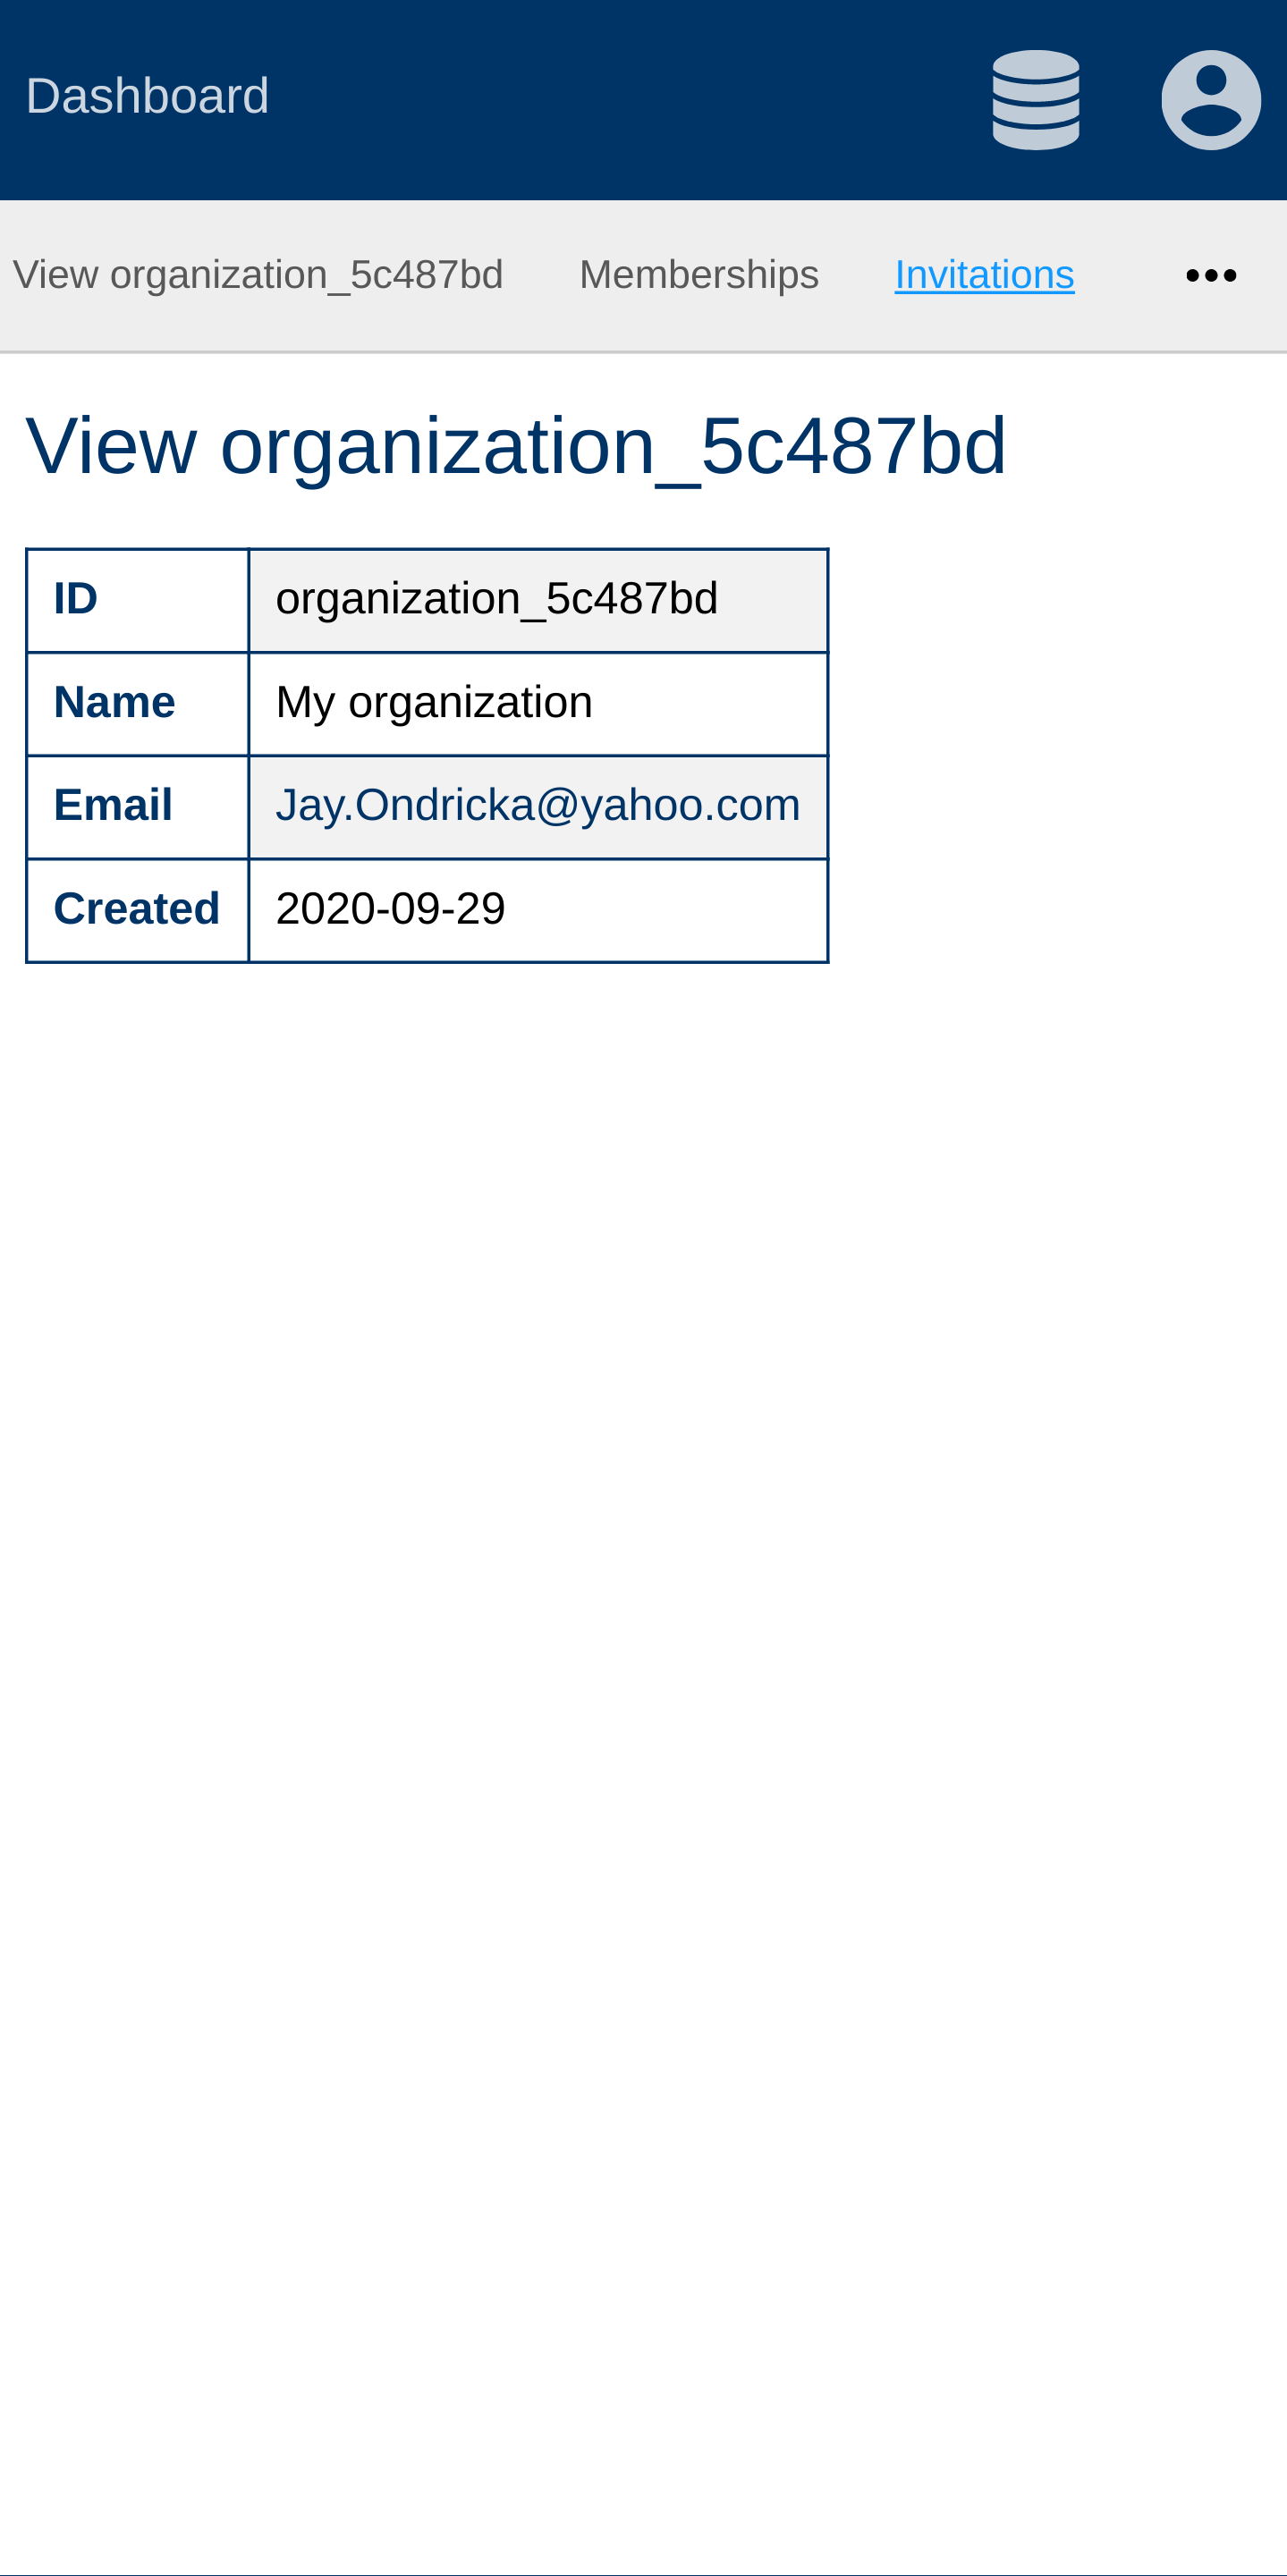 Dashboard
View organization_5c487bd Memberships Invitations
View organization_5c487bd
ID organization_5c487bd
Name My organization
Email Jay.Ondricka@yahoo.com
Created 2020-09-29